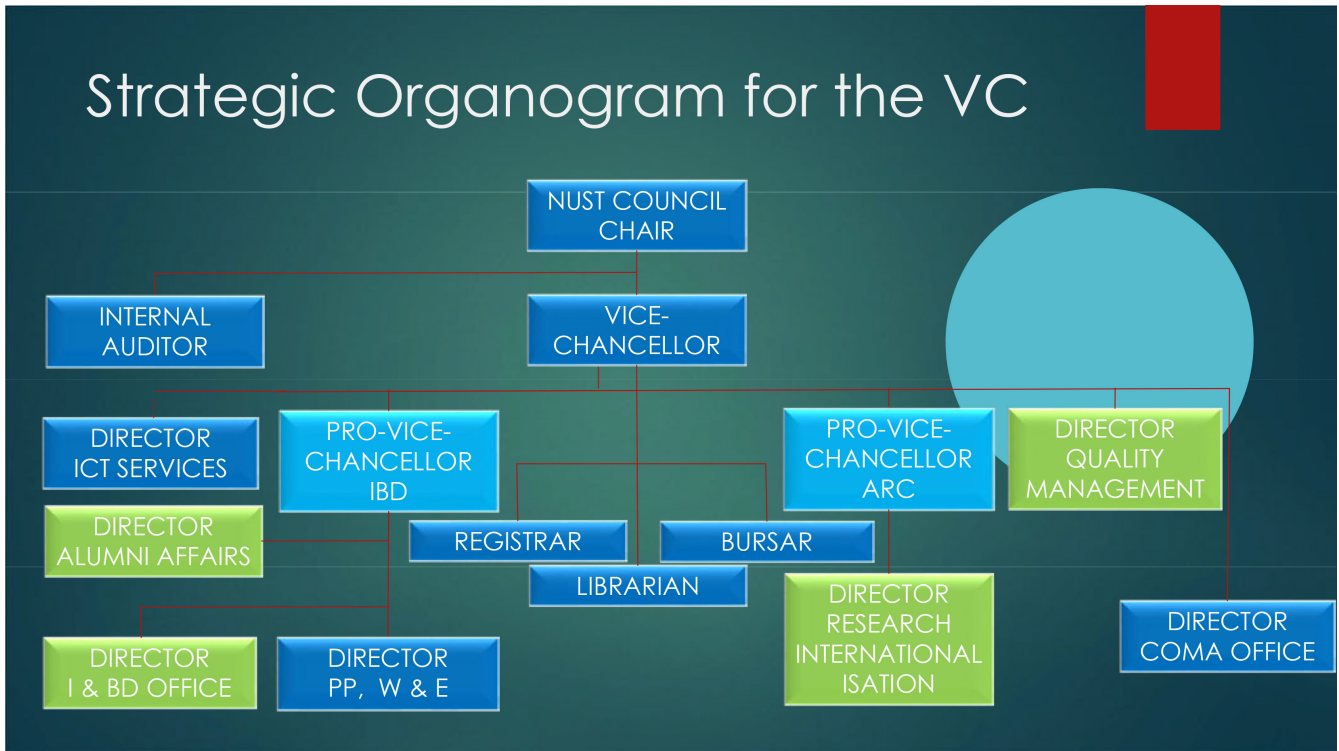 Strategic Organogram for the VC
NUST COUNCIL
CHAIR
INTERNAL
AUDITOR
VICE-
CHANCELLOR
DIRECTOR
ICT SERVICES
PRO-VICE-
CHANCELLOR
IBD
PRO-VICE-
CHANCELLOR
ARC
DIRECTOR
QUALITY
MANAGEMENT
DIRECTOR
ALUMNI AFFAIRS
REGISTRAR
BURSAR
LIBRARIAN
DIRECTOR
I & BD OFFICE
DIRECTOR
PP, W & E
DIRECTOR
RESEARCH
INTERNATIONAL
ISATION
DIRECTOR
COMA OFFICE